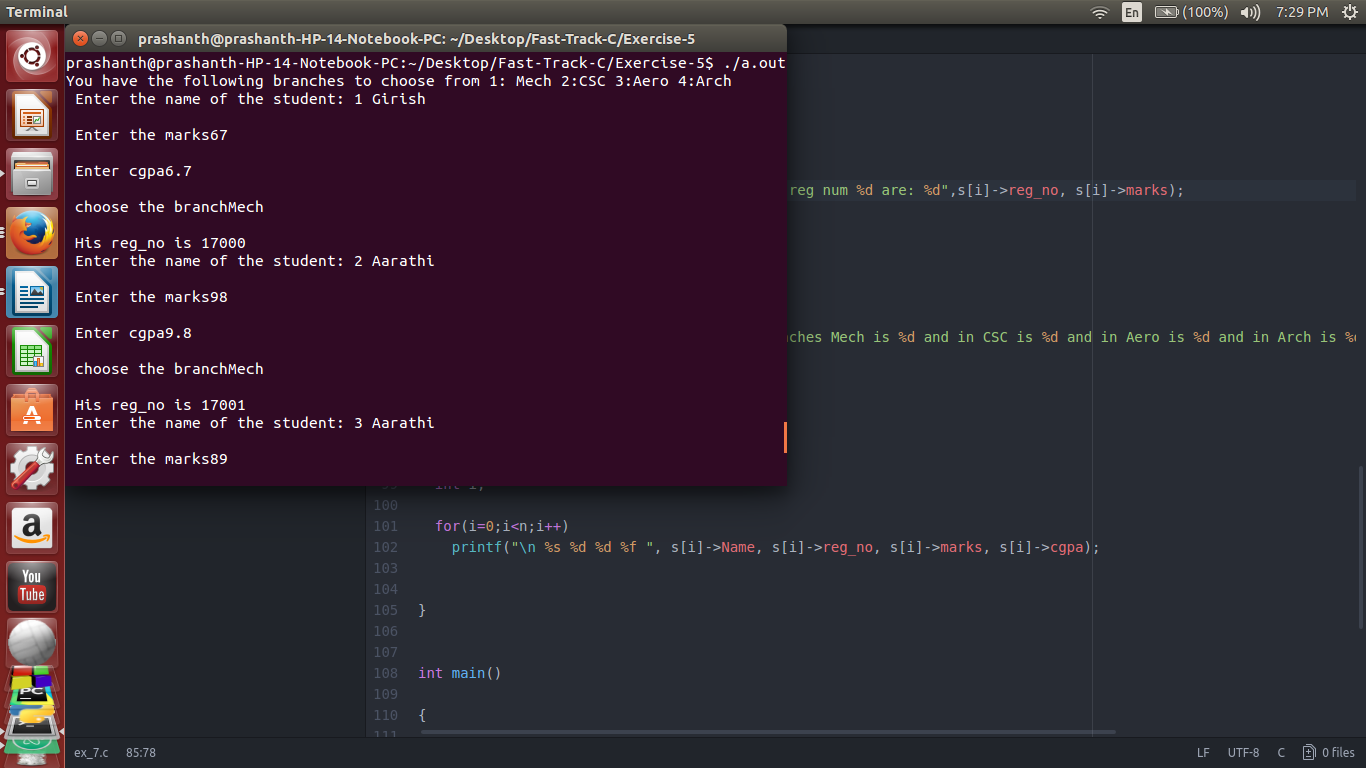 Terminal
En
(100%)
7:29 PM
prashanth@prashanth-HP-14-Notebook-PC: ~/Desktop/Fast-Track-C/Exercise-5
prashanth@prashanth-HP-14-Notebook-PC:~/Desktop/Fast-Track-C/Exercise-5$ ./a.out
You have the following branches to choose from 1: Mech 2:CSC 3:Aero 4:Arch
Enter the name of the student: 1 Girish
Enter the marks67
Enter cgpa6.7
choose the branchMech
His reg_no is 17000
Enter the name of the student: 2 Aarathi
Enter the marks98
Enter cgpa9.8
choose the branchMech
His reg_no is 17001
Enter the name of the student: 3 Aarathi
Enter the marks89
reg num %d are: %d",s[i]->reg_no, s[i]->marks);
ches Mech is %d and in CSC is %d and in Aero is %d and in Arch is %
100
101 for(i=0;i<n;i++)
102 printf("\n %s %d %d %f ", s[i]->Name, s[i]->reg_no, s[i]->marks, s[i]->cgpa);
103
104
105 }
106
107
108 int main()
109
110 {
111
a
You
Tube
PC
ex_7.c 85:78
LF UTF-8 C 0 files